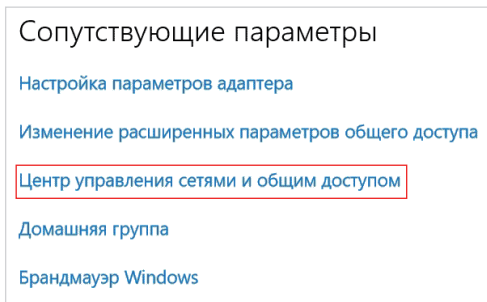 Сопутствующие параметры
Настройка параметров адаптера
Изменение расширенных параметров общего доступа
Центр управления сетями и общим доступом
Домашняя группа
Брандмауэр Windows